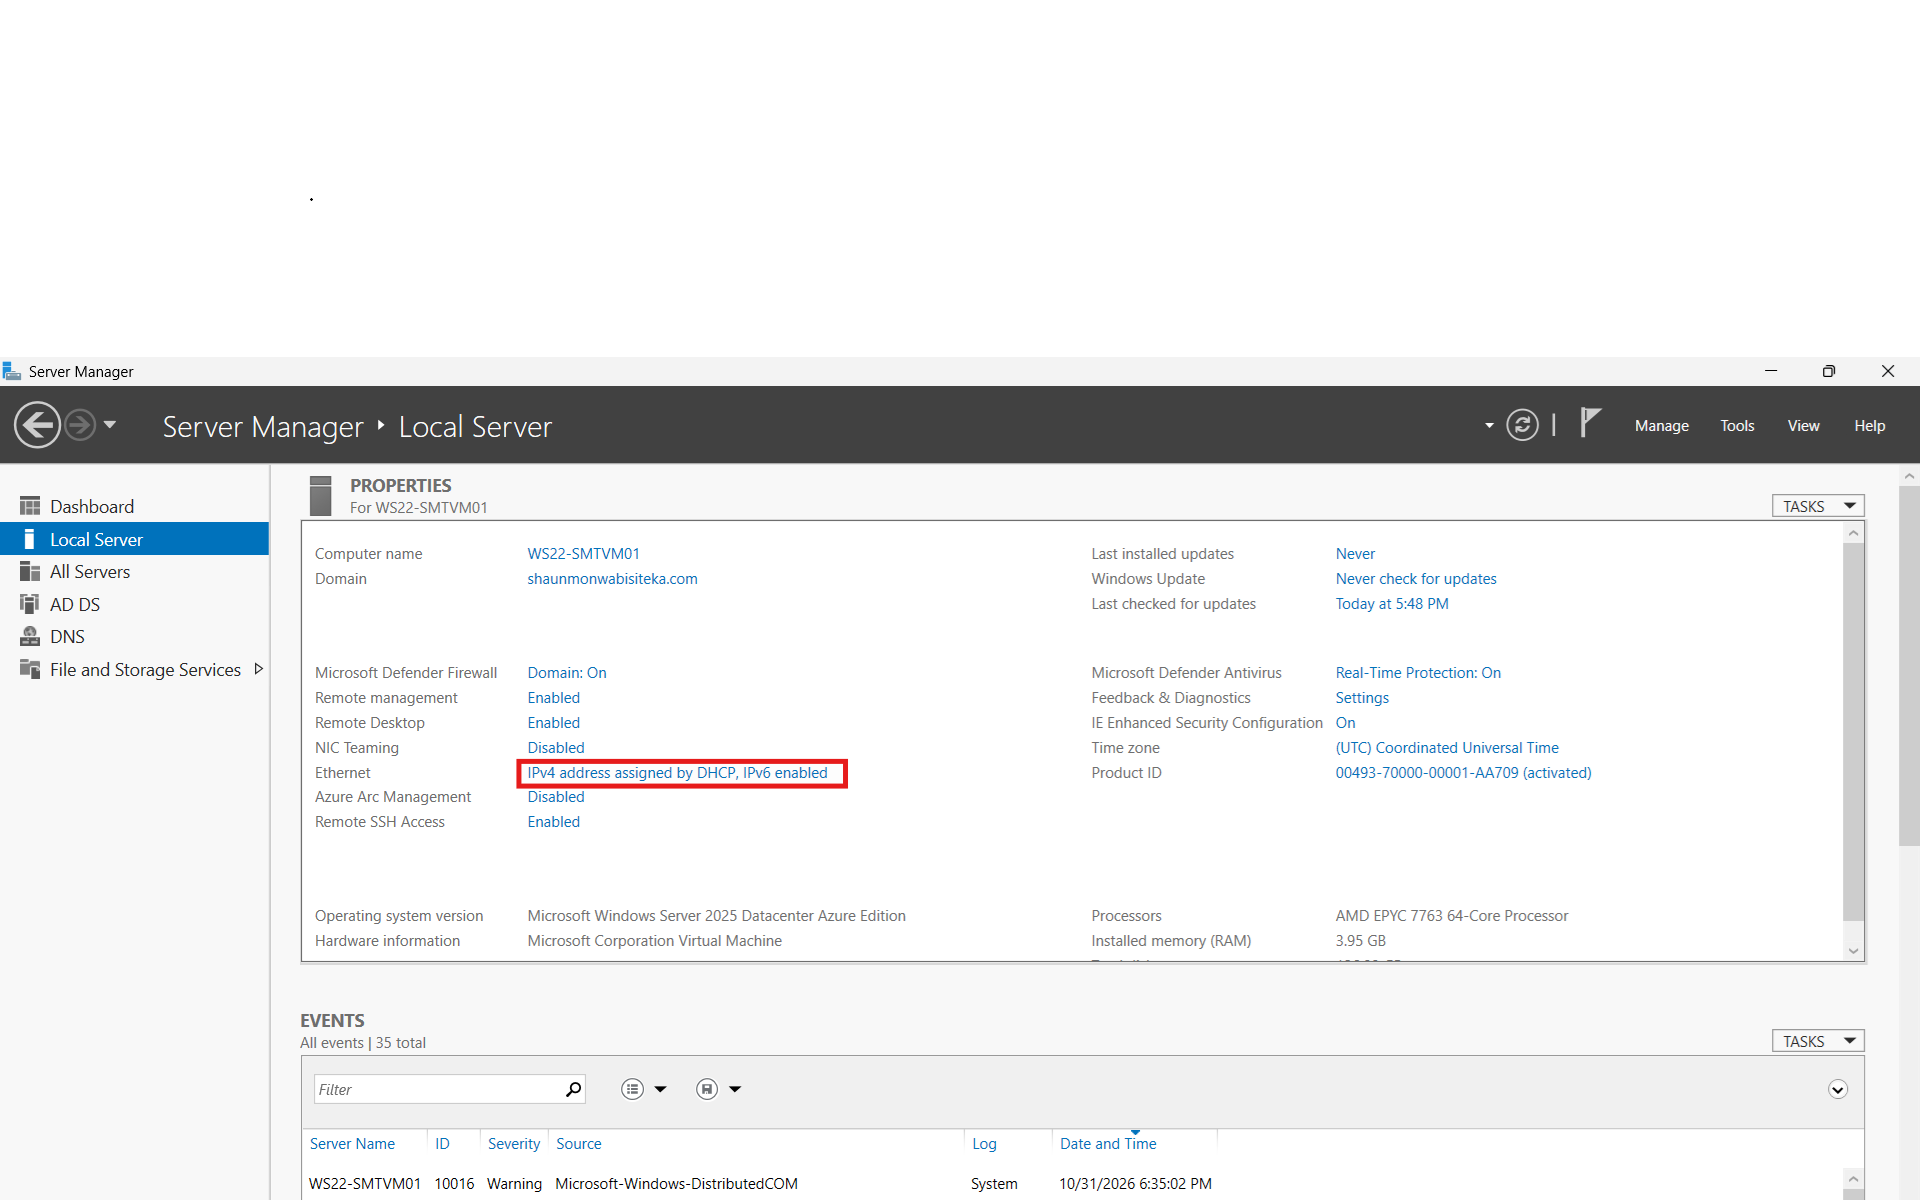 .
Server Manager
Server Manager ‣ Local Server
Manage Tools View Help
Dashboard
Local Server
All Servers
AD DS
DNS
File and Storage Services
PROPERTIES
For WS22-SMTVM01
TASKS
Computer name WS22-SMTVM01
Domain shaunmonwabisiteka.com
Last installed updates Never
Windows Update Never check for updates
Last checked for updates Today at 5:48 PM
Microsoft Defender Firewall Domain: On
Remote management Enabled
Remote Desktop Enabled
NIC Teaming Disabled
Ethernet IPv4 address assigned by DHCP, IPv6 enabled
Azure Arc Management Disabled
Remote SSH Access Enabled
Microsoft Defender Antivirus Real-Time Protection: On
Feedback & Diagnostics Settings
IE Enhanced Security Configuration On
Time zone (UTC) Coordinated Universal Time
Product ID 00493-70000-00001-AA709 (activated)
Operating system version Microsoft Windows Server 2025 Datacenter Azure Edition
Hardware information Microsoft Corporation Virtual Machine
Processors AMD EPYC 7763 64-Core Processor
Installed memory (RAM) 3.95 GB
EVENTS
All events | 35 total
TASKS
Filter
Server Name ID Severity Source Log Date and Time
WS22-SMTVM01 10016 Warning Microsoft-Windows-DistributedCOM System 10/31/2026 6:35:02 PM